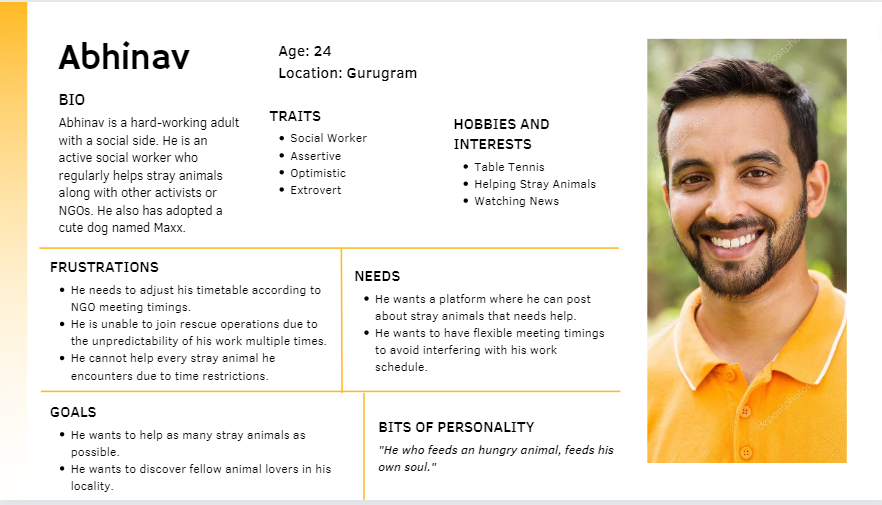 Abhinav
Age: 24
Location: Gurugram
BIO
Abhinav is a hard-working adult
with a social side. He is an
active social worker who
regularly helps stray animals
along with other activists or
NGOs. He also has adopted a
cute dog named Maxx.
TRAITS
• Social Worker
• Assertive
• Optimistic
• Extrovert
HOBBIES AND
INTERESTS
• Table Tennis
• Helping Stray Animals
• Watching News
FRUSTRATIONS
• He needs to adjust his timetable according to
NGO meeting timings.
• He is unable to join rescue operations due to
the unpredictability of his work multiple times.
• He cannot help every stray animal he
encounters due to time restrictions.
NEEDS
• He wants a platform where he can post
about stray animals that needs help.
• He wants to have flexible meeting timings
to avoid interfering with his work
schedule.
GOALS
• He wants to help as many stray animals as
possible.
• He wants to discover fellow animal lovers in his
locality.
BITS OF PERSONALITY
"He who feeds an hungry animal, feeds his
own soul."
depositphotos